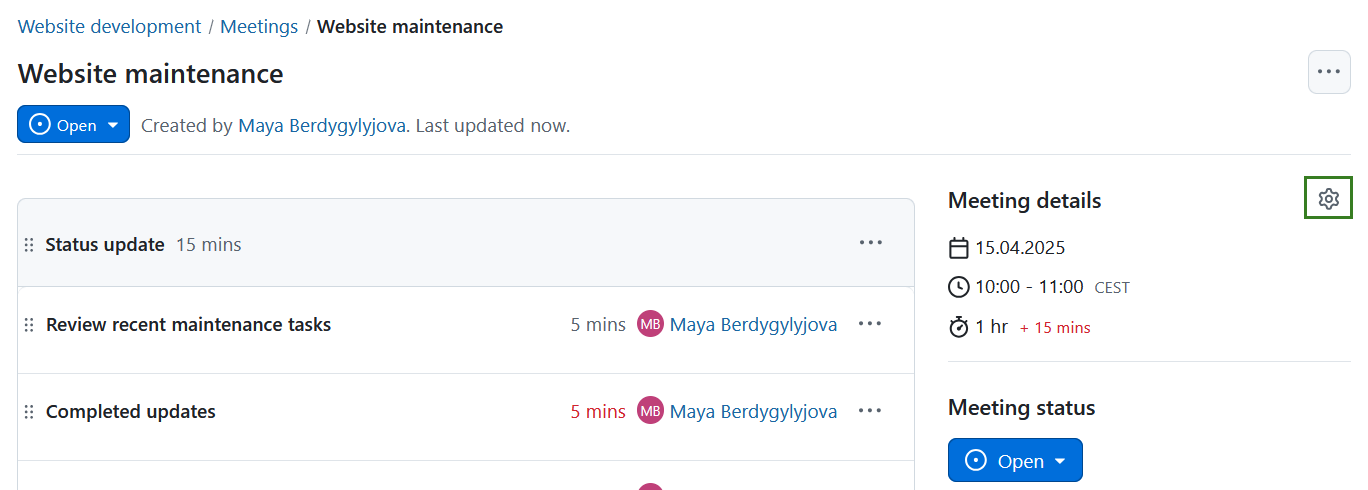 Website development / Meetings / Website maintenance
Website maintenance
Open Created by Maya Berdygylyjova. Last updated now.
Status update 15 mins
Review recent maintenance tasks 5 mins MB Maya Berdygylyjova
Completed updates 5 mins MB Maya Berdygylyjova
Meeting details
15.04.2025
10:00 - 11:00 CEST
1 hr + 15 mins
Meeting status
Open